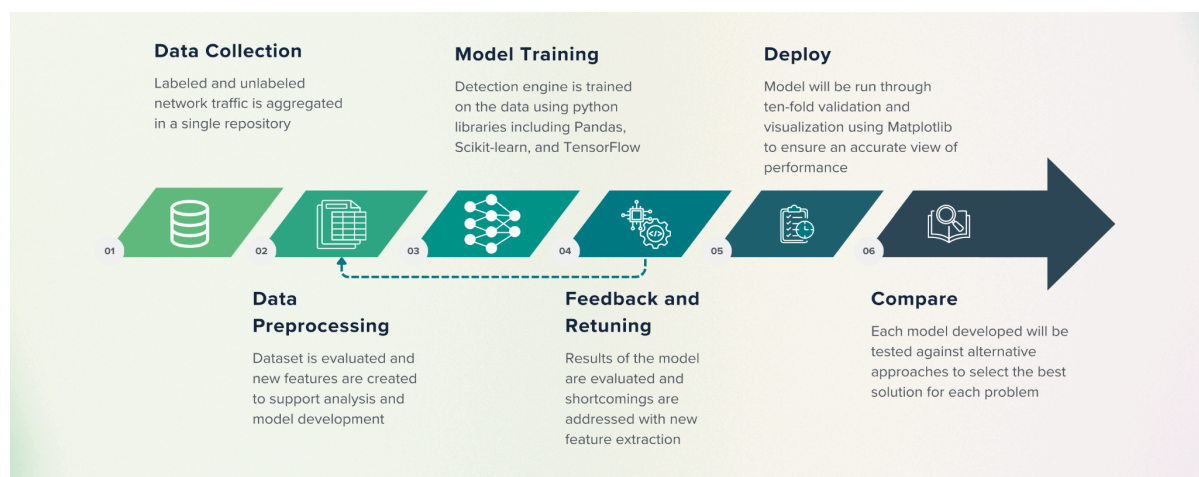 Data Collection
Labeled and unlabeled
network traffic is aggregated
in a single repository
Model Training
Detection engine is trained
on the data using python
libraries including Pandas,
Scikit-learn, and TensorFlow
Deploy
Model will be run through
ten-fold validation and
visualization using Matplotlib
to ensure an accurate view of
performance
01
02
03
04
05
06
Data
Preprocessing
Dataset is evaluated and
new features are created
to support analysis and
model development
Feedback and
Retuning
Results of the model
are evaluated and
shortcomings are
addressed with new
feature extraction
Compare
Each model developed will be
tested against alternative
approaches to select the best
solution for each problem